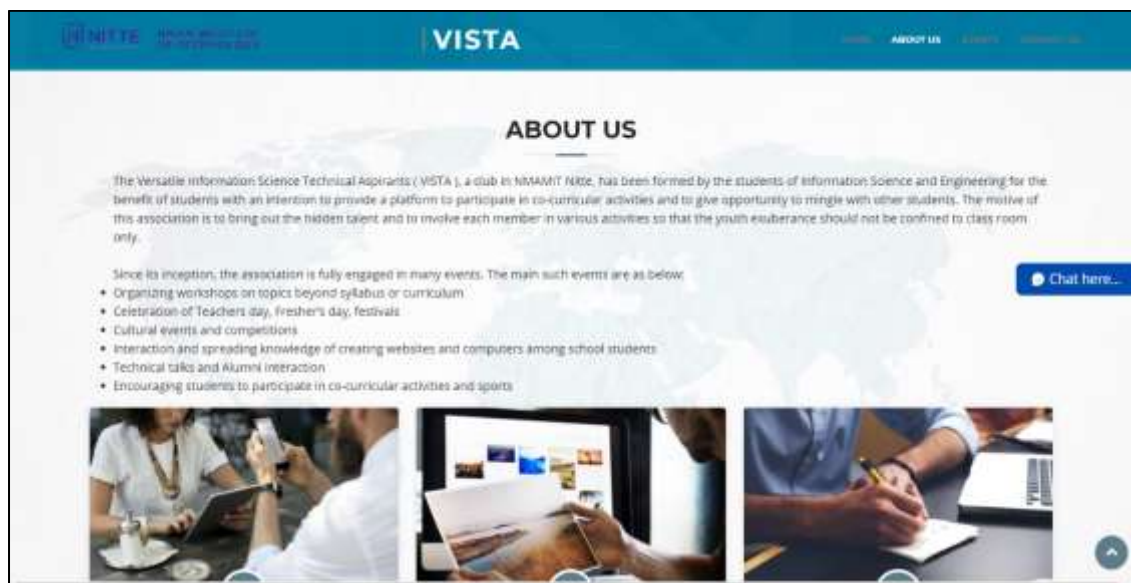 NITTE
VISTA
HOME ABOUT US EVENTS CONTACT US
ABOUT US
The Versatile Information Science Technical Aspirants ( VISTA ), a club in NMAMIT Nitte, has been formed by the students of Information Science and Engineering for the
benefit of students with an intention to provide a platform to participate in co-curricular activities and to give opportunity to mingle with other students. The motive of
this association is to bring out the hidden talent and to involve each member in various activities so that the youth exuberance should not be confined to class room
only.
Since its inception, the association is fully engaged in many events. The main such events are as below:
Organizing workshops on topics beyond syllabus or curriculum
Celebration of Teachers day, Fresher's day, festivals
Cultural events and competitions
Interaction and spreading knowledge of creating websites and computers among school students
Technical talks and Alumni interaction
Encouraging students to participate in co-curricular activities and sports
Chat here...